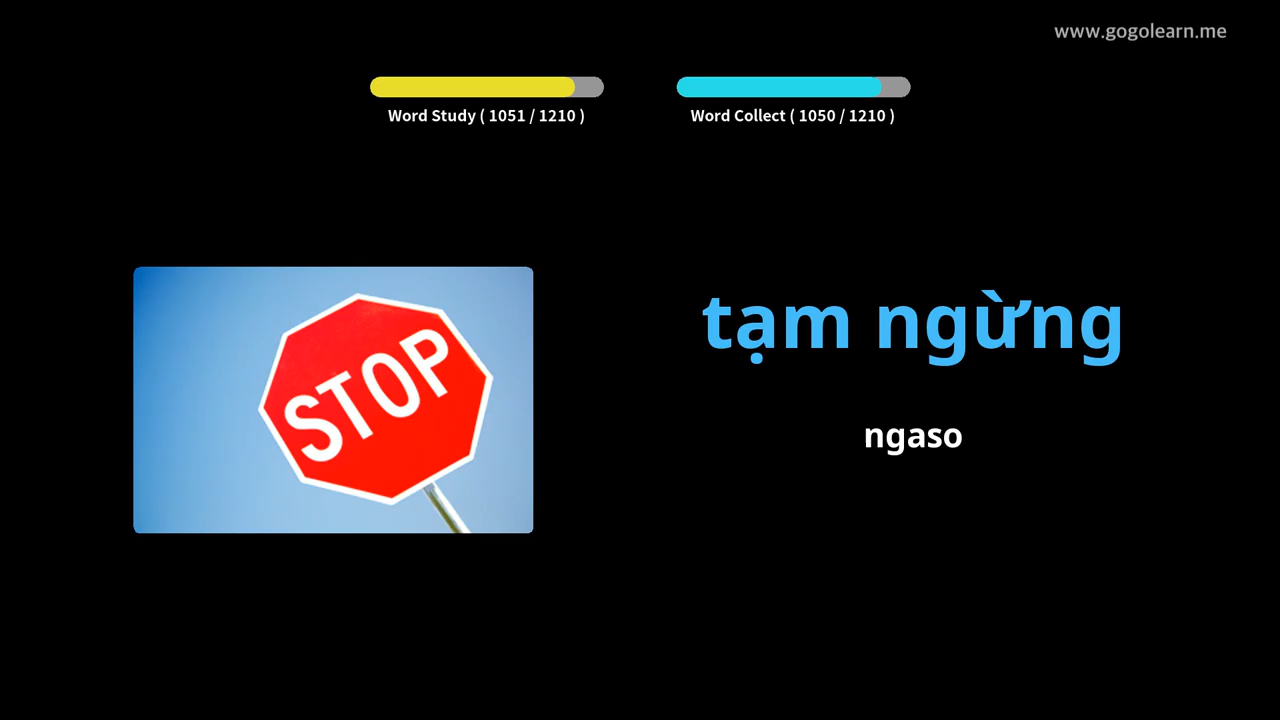 www.gogolearn.me
Word Study ( 1051 / 1210 )
Word Collect ( 1050 / 1210 )
STOP
tạm ngừng
ngaso